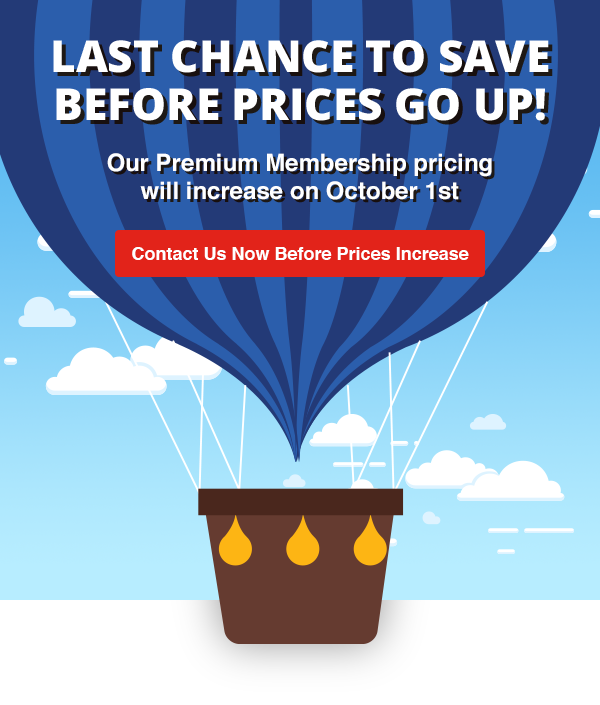 LAST CHANCE TO SAVE
BEFORE PRICES GO UP!
Our Premium Membership pricing
will increase on October 1st
Contact Us Now Before Prices Increase